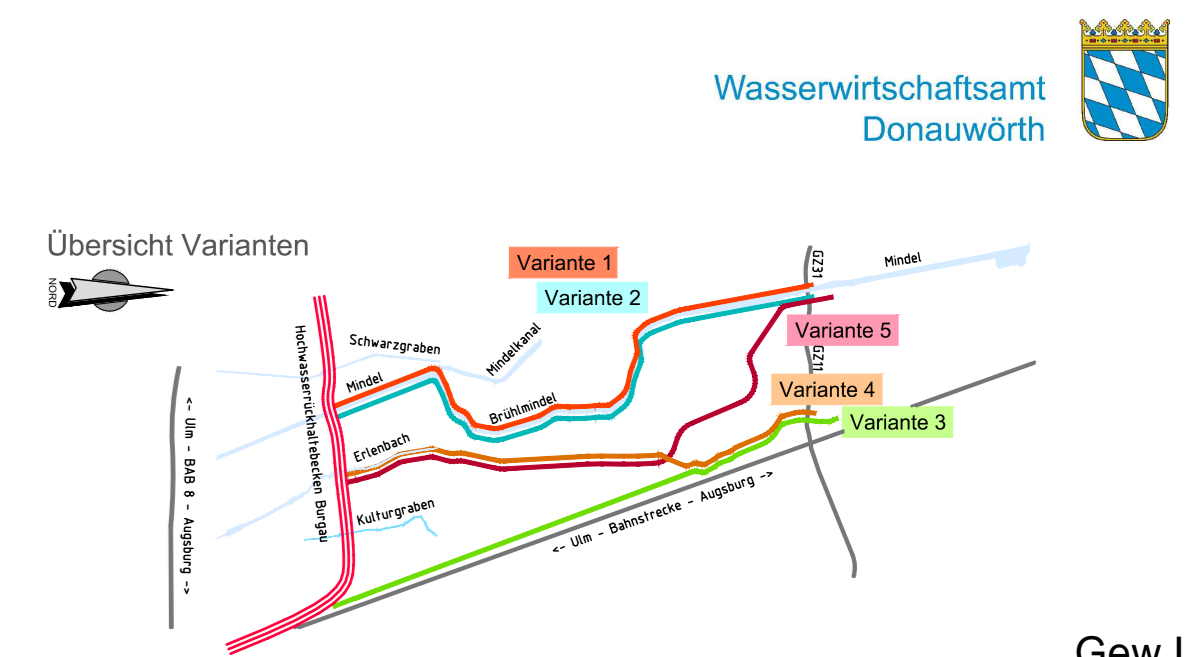 Wasserwirtschaftsamt
Donauwörth
Übersicht Varianten
NORD
Variante 1
Variante 2
GZ31
Mindel
Hochwasserrückhaltebecken Burgau
Schwarzgraben
Mindelkanal
Variante 5
GZ11
Mindel
Variante 4
Brühlmindel
Variante 3
<- Ulm - BAB 8 - Augsburg ->
Erlenbach
Kulturgraben
<- Ulm - Bahnstrecke - Augsburg ->
Gew I